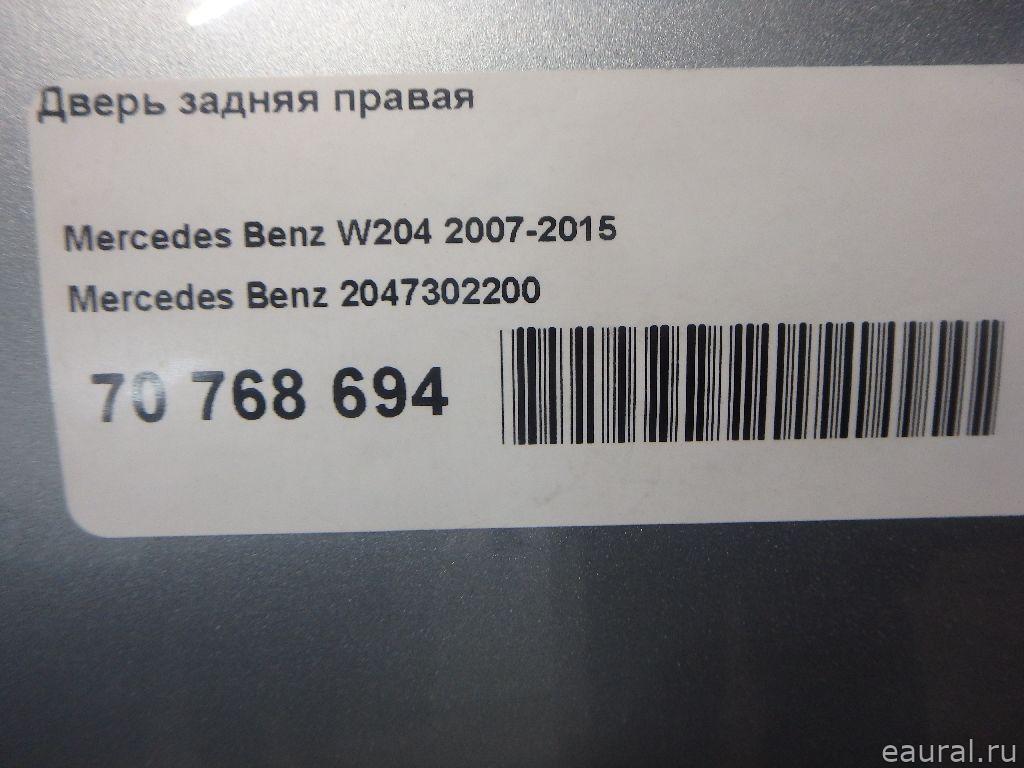 Дверь задняя правая
Mercedes Benz W204 2007-2015
Mercedes Benz 2047302200
70 768 694
eaural.ru